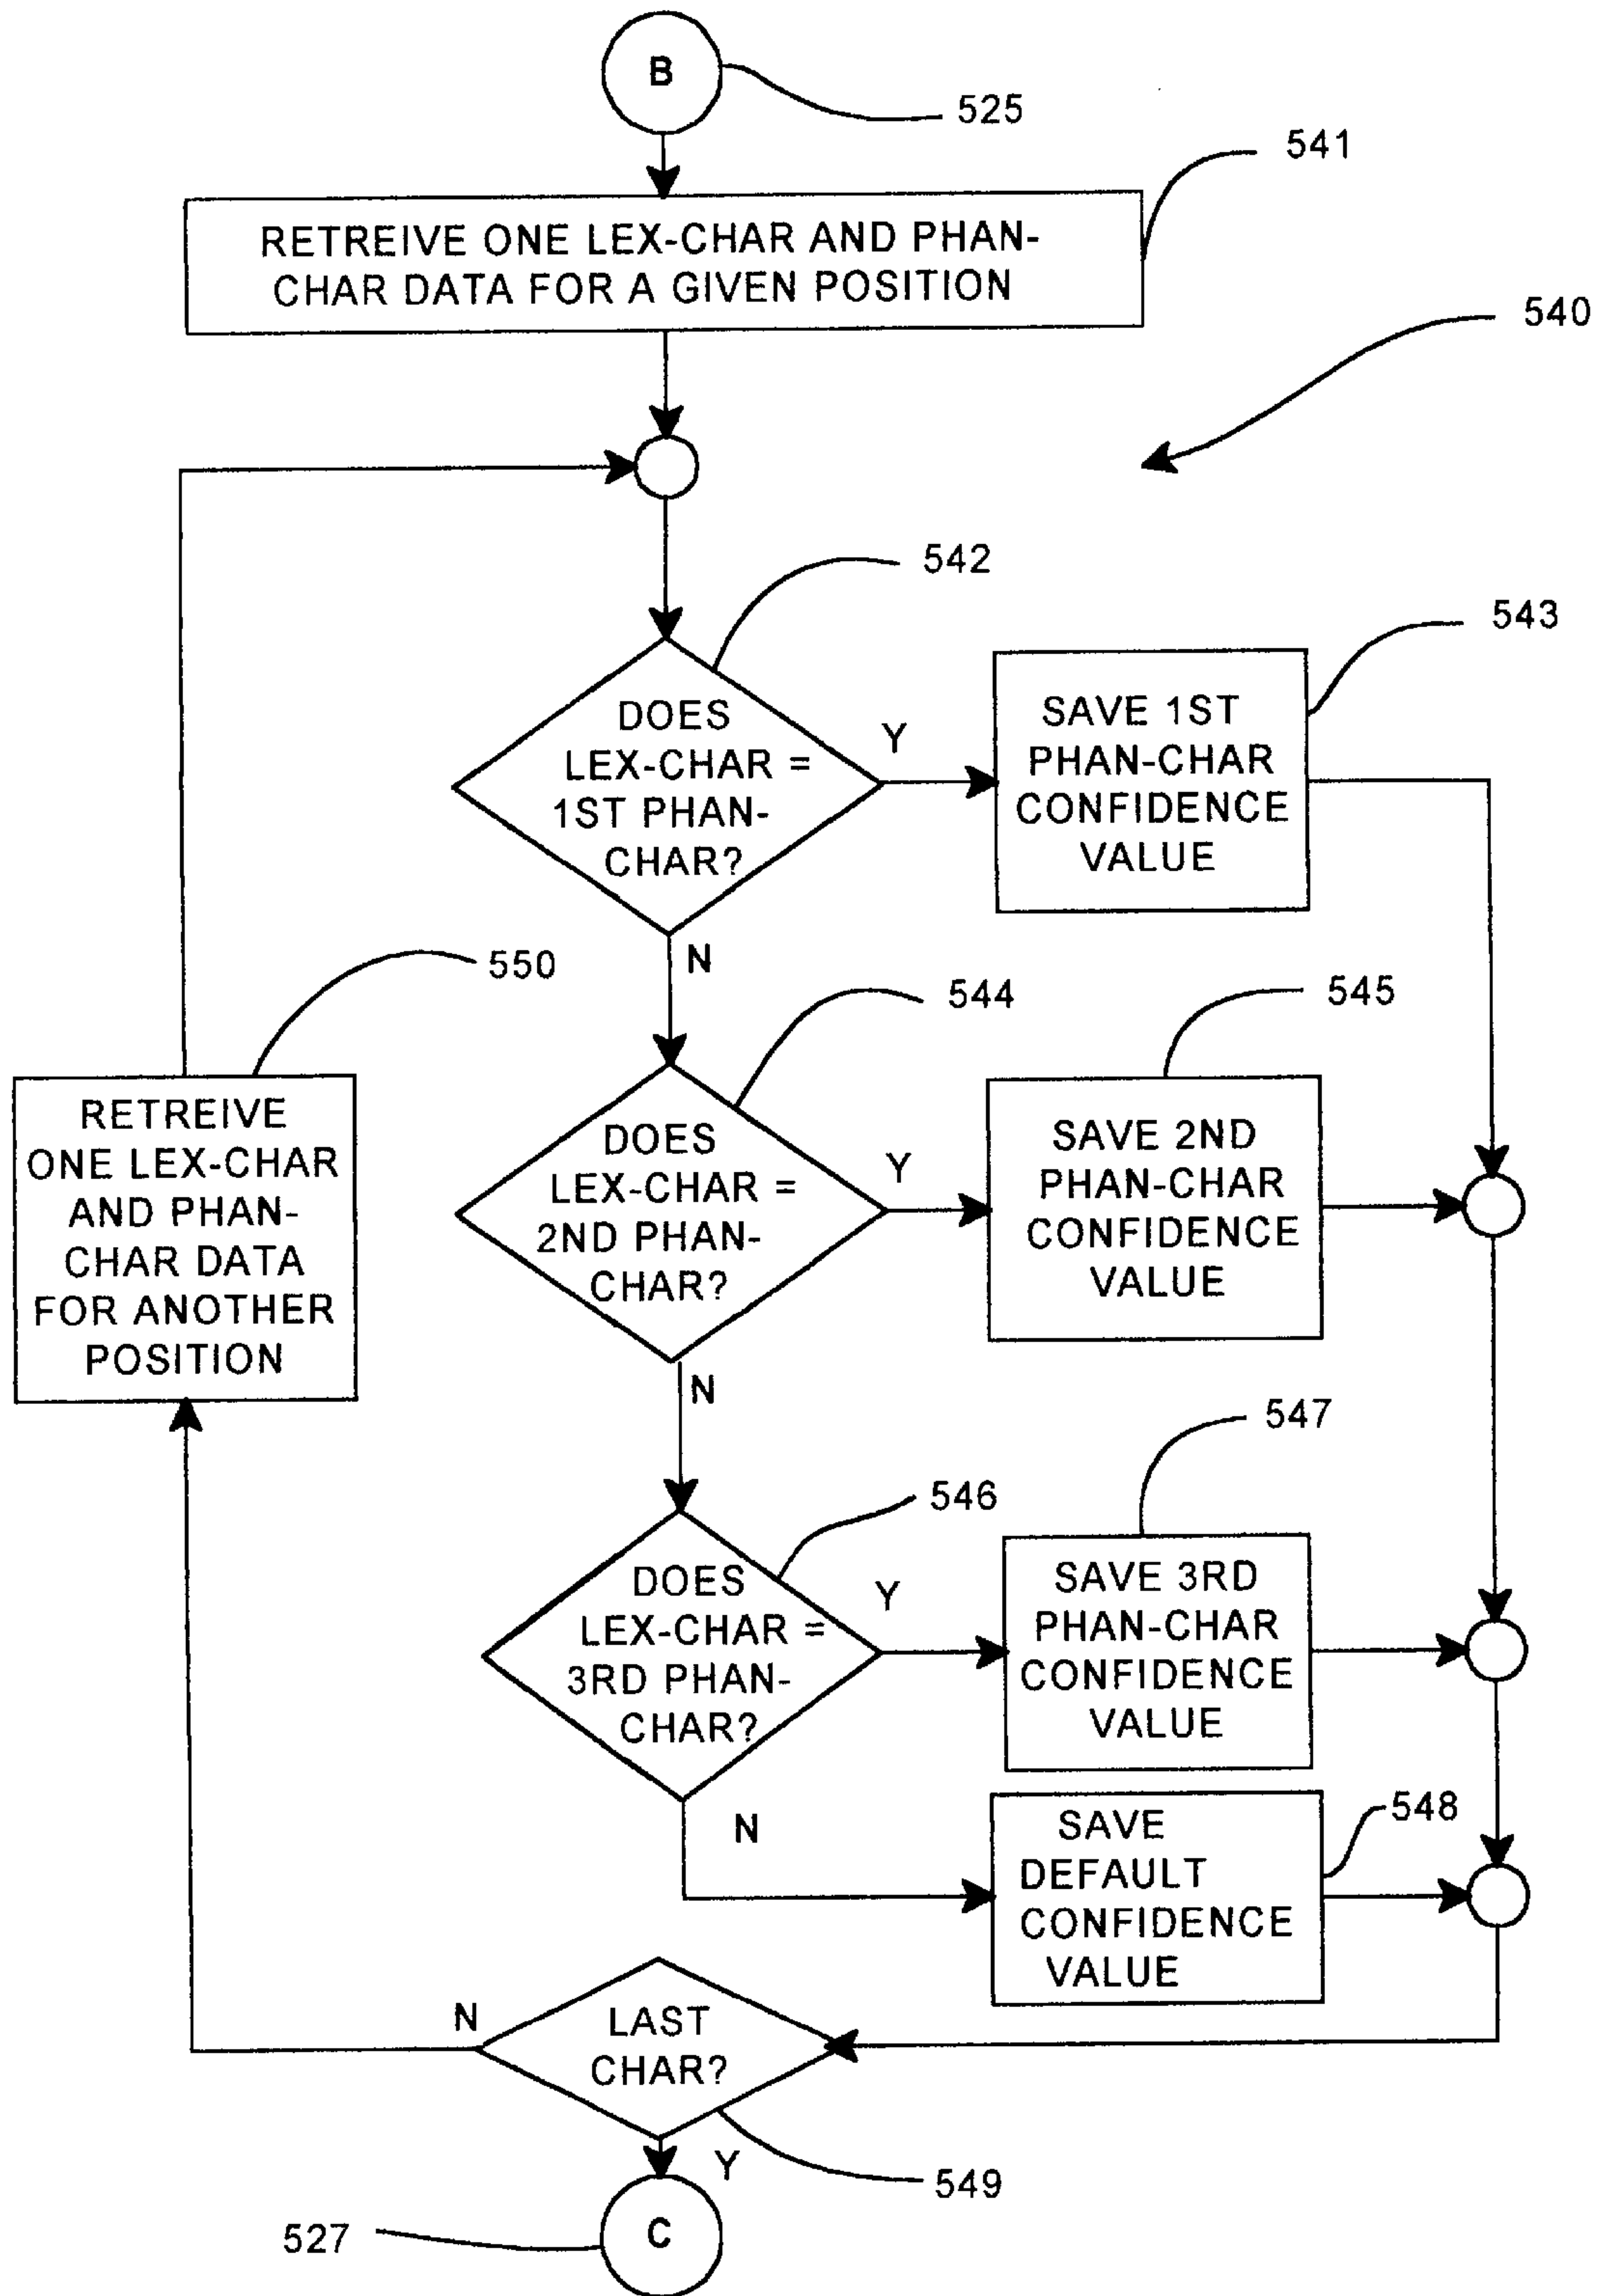 B
525
541
RETREIVE ONE LEX-CHAR AND PHAN-
CHAR DATA FOR A GIVEN POSITION
540
542
543
DOES
LEX-CHAR =
1ST PHAN-
CHAR?
Y
SAVE 1ST
PHAN-CHAR
CONFIDENCE
VALUE
N
550
544
545
RETREIVE
ONE LEX-CHAR
AND PHAN-
CHAR DATA
FOR ANOTHER
POSITION
DOES
LEX-CHAR =
2ND PHAN-
CHAR?
Y
SAVE 2ND
PHAN-CHAR
CONFIDENCE
VALUE
N
546
547
DOES
LEX-CHAR =
3RD PHAN-
CHAR?
Y
SAVE 3RD
PHAN-CHAR
CONFIDENCE
VALUE
N
548
SAVE
DEFAULT
CONFIDENCE
VALUE
N
LAST
CHAR?
Y
549
527
C